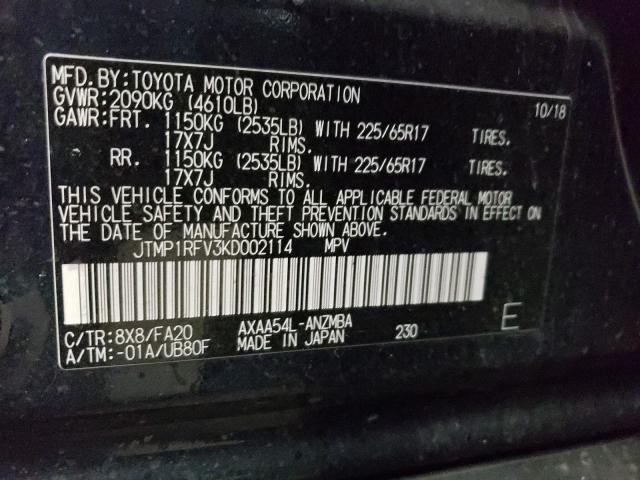 MFD.BY:TOYOTA MOTOR CORPORATION 10/18
GVWR:2090KG (4610LB)
GAWR:FRT. 1150KG (2535LB) WITH 225/65R17 TIRES.
17X7J RIMS.
RR. 1150KG (2535LB) WITH 225/65R17 TIRES.
17X7J RIMS.
THIS VEHICLE CONFORMS TO ALL APPLICABLE FEDERAL MOTOR
VEHICLE SAFETY AND THEFT PREVENTION STANDARDS IN EFFECT ON
THE DATE OF MANUFACTURE SHOWN ABOVE.
JTMP1RFV3KD002114 MPV
C/TR:8X8/FA20 AXAA54L-ANZMBA 230 E
A/TM:-01A/UB80F MADE IN JAPAN